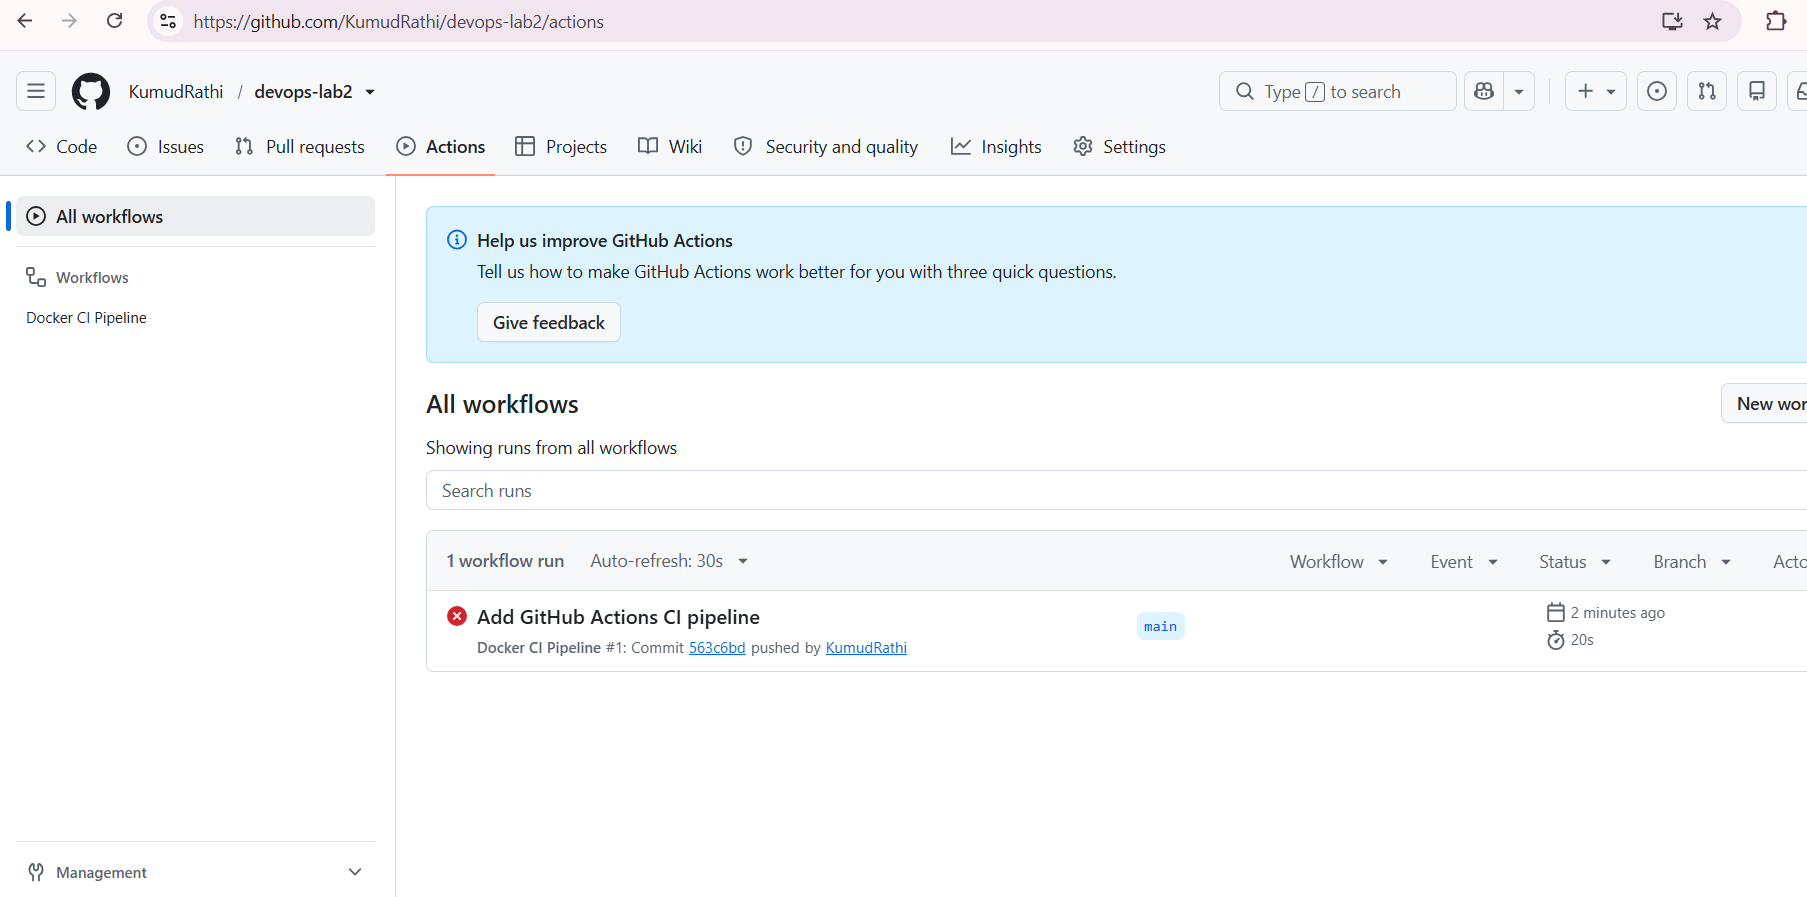 https://github.com/KumudRathi/devops-lab2/actions
KumudRathi / devops-lab2
Type / to search
Code Issues Pull requests Actions Projects Wiki Security and quality Insights Settings
All workflows
Workflows
Docker CI Pipeline
Management
Help us improve GitHub Actions
Tell us how to make GitHub Actions work better for you with three quick questions.
Give feedback
All workflows
New wor
Showing runs from all workflows
Search runs
1 workflow run Auto-refresh: 30s Workflow Event Status Branch Acto
Add GitHub Actions CI pipeline main 2 minutes ago
Docker CI Pipeline #1: Commit 563c6bd pushed by KumudRathi 20s